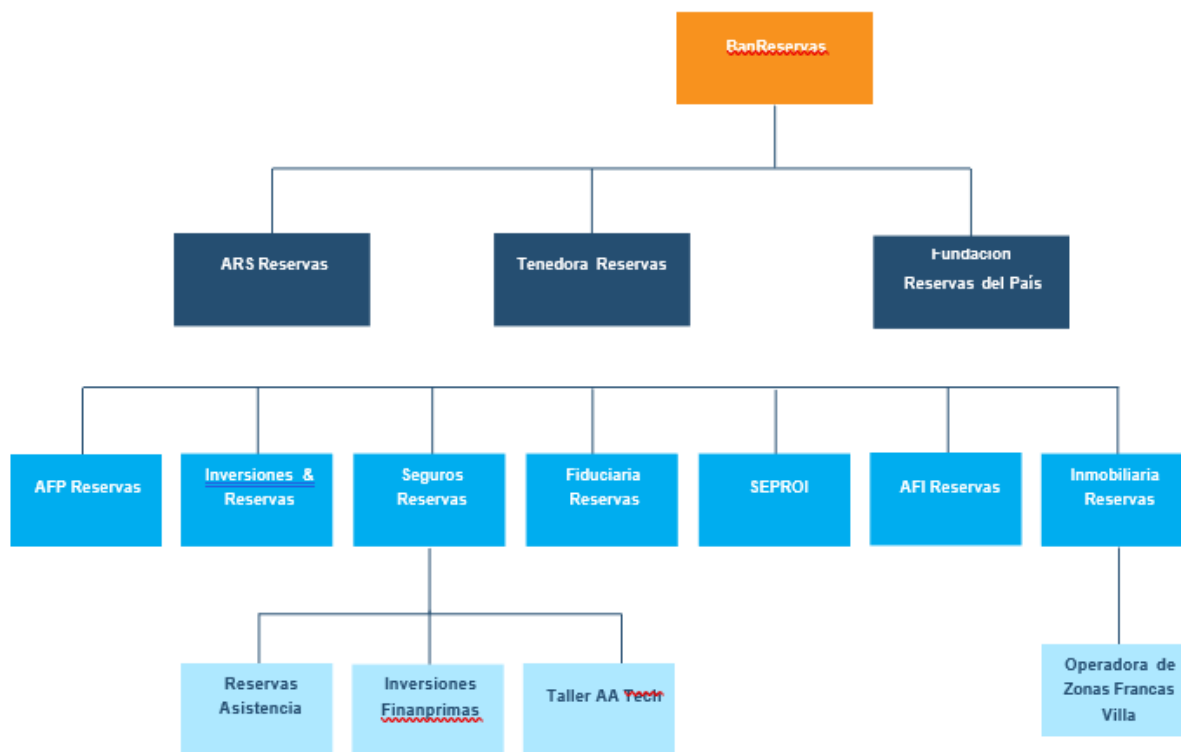 BanReservas
ARS Reservas
Tenedora Reservas
Fundación
Reservas del País
AFP Reservas
Inversiones &
Reservas
Seguros
Reservas
Fiduciaria
Reservas
SEPROI
AFI Reservas
Inmobiliaria
Reservas
Reservas
Asistencia
Inversiones
Finanprimas
Taller AA Tech
Operadora de
Zonas Francas
Villa